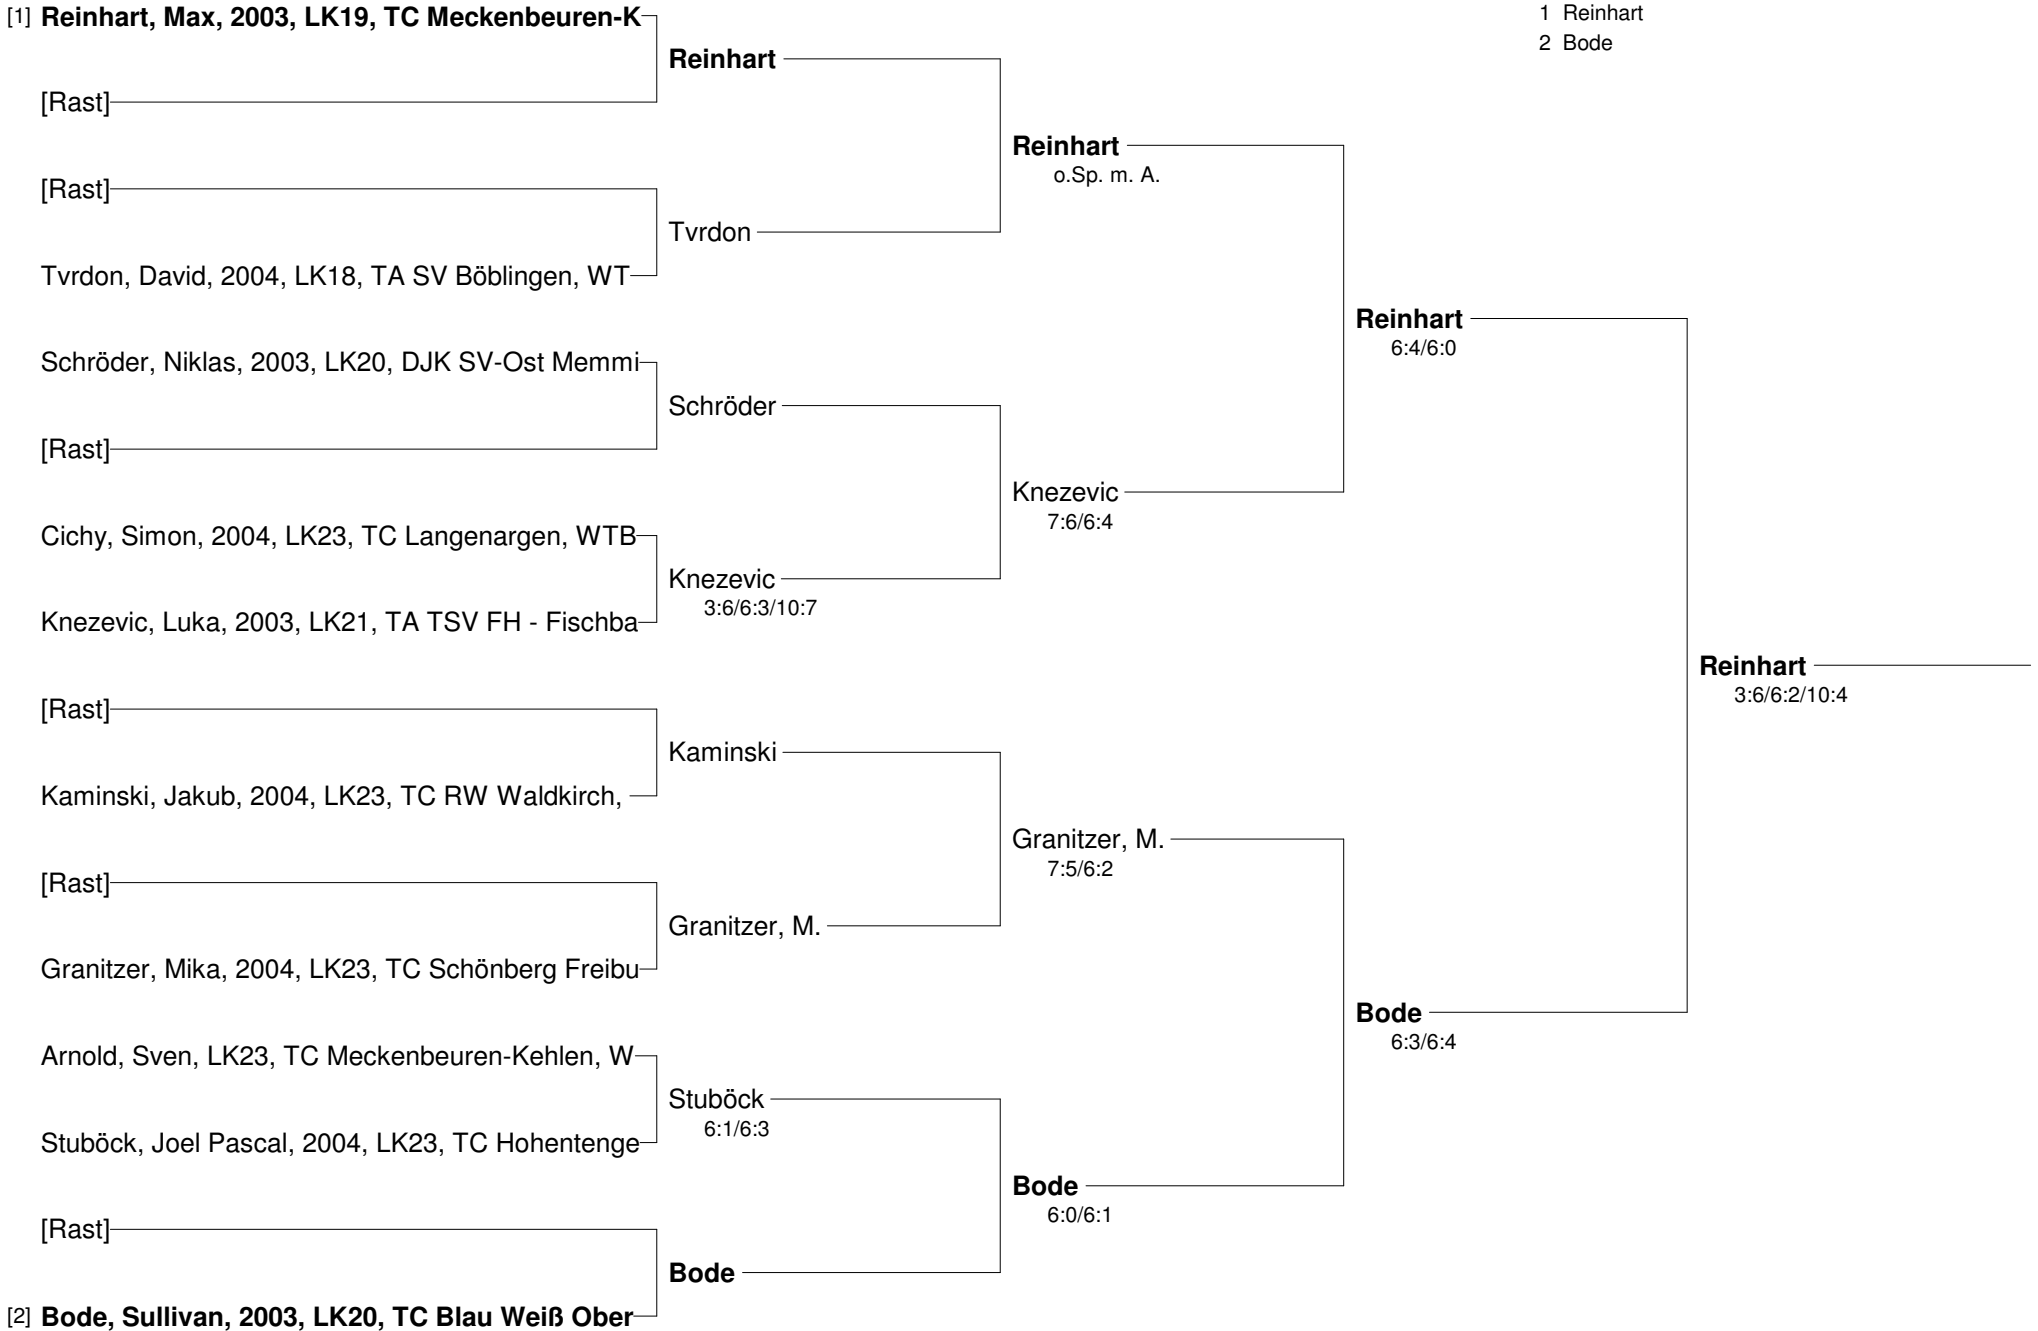 [1] Reinhart, Max, 2003, LK19, TC Meckenbeuren-K
[Rast]
[Rast]
Tvrdon, David, 2004, LK18, TA SV Böblingen, WT
Schröder, Niklas, 2003, LK20, DJK SV-Ost Memmi
[Rast]
Cichy, Simon, 2004, LK23, TC Langenargen, WTB
Knezevic, Luka, 2003, LK21, TA TSV FH - Fischba
[Rast]
Kaminski, Jakub, 2004, LK23, TC RW Waldkirch,
[Rast]
Granitzer, Mika, 2004, LK23, TC Schönberg Freibu
Arnold, Sven, LK23, TC Meckenbeuren-Kehlen, W
Stuböck, Joel Pascal, 2004, LK23, TC Hohentenge
[Rast]
[2] Bode, Sullivan, 2003, LK20, TC Blau Weiß Ober
Reinhart
Tvrdon
Schröder
Knezevic
3:6/6:3/10:7
Kaminski
Granitzer, M.
Stuböck
6:1/6:3
Bode
Reinhart
o.Sp. m. A.
Knezevic
7:6/6:4
Granitzer, M.
7:5/6:2
Bode
6:0/6:1
Reinhart
6:4/6:0
Bode
6:3/6:4
Reinhart
3:6/6:2/10:4
1 Reinhart
2 Bode